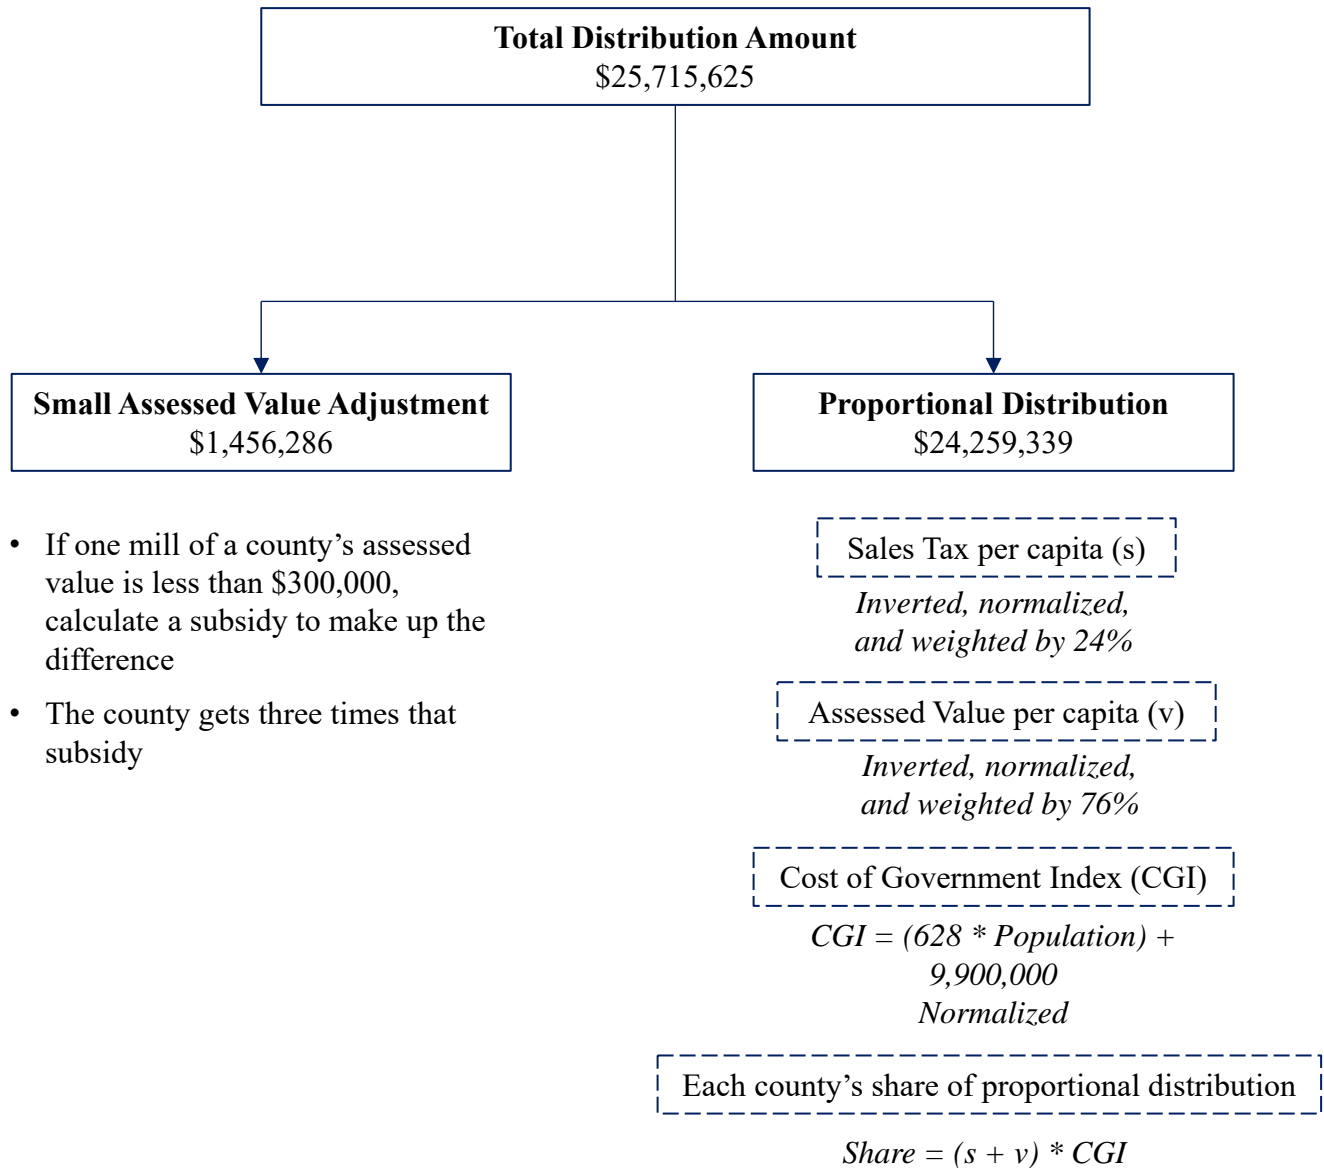 Total Distribution Amount
$25,715,625
Small Assessed Value Adjustment
$1,456,286
• If one mill of a county’s assessed
value is less than $300,000,
calculate a subsidy to make up the
difference
• The county gets three times that
subsidy
Proportional Distribution
$24,259,339
Sales Tax per capita (s)
Inverted, normalized,
and weighted by 24%
Assessed Value per capita (v)
Inverted, normalized,
and weighted by 76%
Cost of Government Index (CGI)
CGI = (628 * Population) +
9,900,000
Normalized
Each county’s share of proportional distribution
Share = (s + v) * CGI